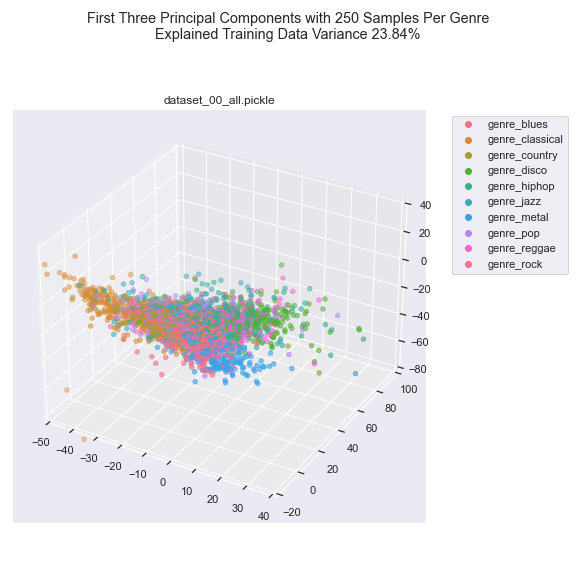 First Three Principal Components with 250 Samples Per Genre
Explained Training Data Variance 23.84%
dataset_00_all.pickle
genre_blues
genre_classical
genre_country
genre_disco
genre_hiphop
genre_jazz
genre_metal
genre_pop
genre_reggae
genre_rock
40
20
0
−20
−40
−60
−80
100
80
60
40
20
0
−20
−50
−40
−30
−20
−10
0
10
20
30
40